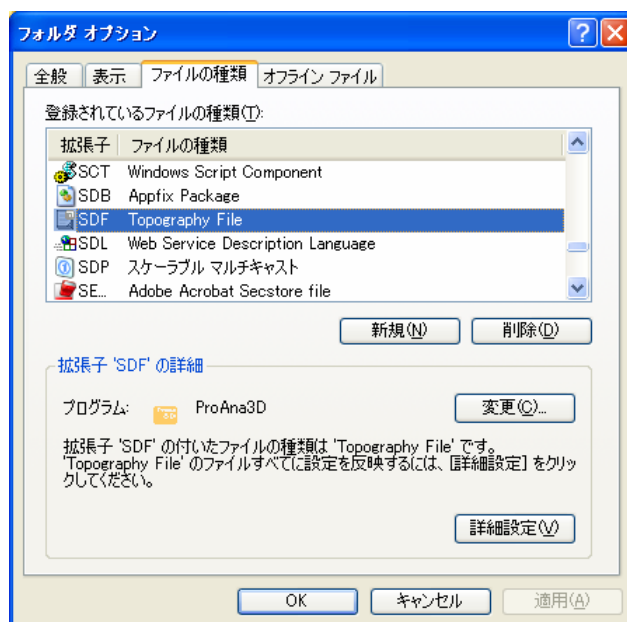 フォルダ オプション
全般 表示 ファイルの種類 オフライン ファイル
登録されているファイルの種類(T):
拡張子 ファイルの種類
SCT Windows Script Component
SDB Appfix Package
SDF Topography File
SDL Web Service Description Language
SDP スケーラブル マルチキャスト
SE... Adobe Acrobat Secstore file
新規(N) 削除(D)
拡張子 'SDF' の詳細
プログラム: ProAna3D 変更(C)...
拡張子 'SDF' の付いたファイルの種類は 'Topography File' です。
'Topography File' のファイルすべてに設定を反映するには、[詳細設定] をクリッ
クしてください。
詳細設定(V)
OK キャンセル 適用(A)